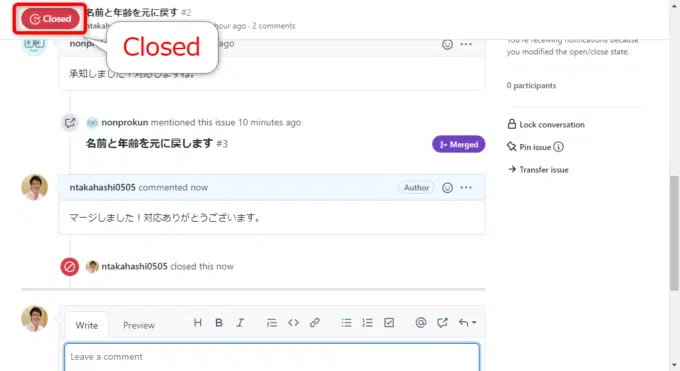 Closed
名前と年齢を元に戻す #2
hour ago · 2 comments
Closed
You're receiving notifications because
you modified the open/close state.
nonpro
ago
承知しました！対応しますね。
0 participants
nonprokun mentioned this issue 10 minutes ago
名前と年齢を元に戻します #3
Merged
Lock conversation
Pin issue
Transfer issue
ntakahashi0505 commented now
Author
マージしました！対応ありがとうございます。
ntakahashi0505 closed this now
Write
Preview
Leave a comment